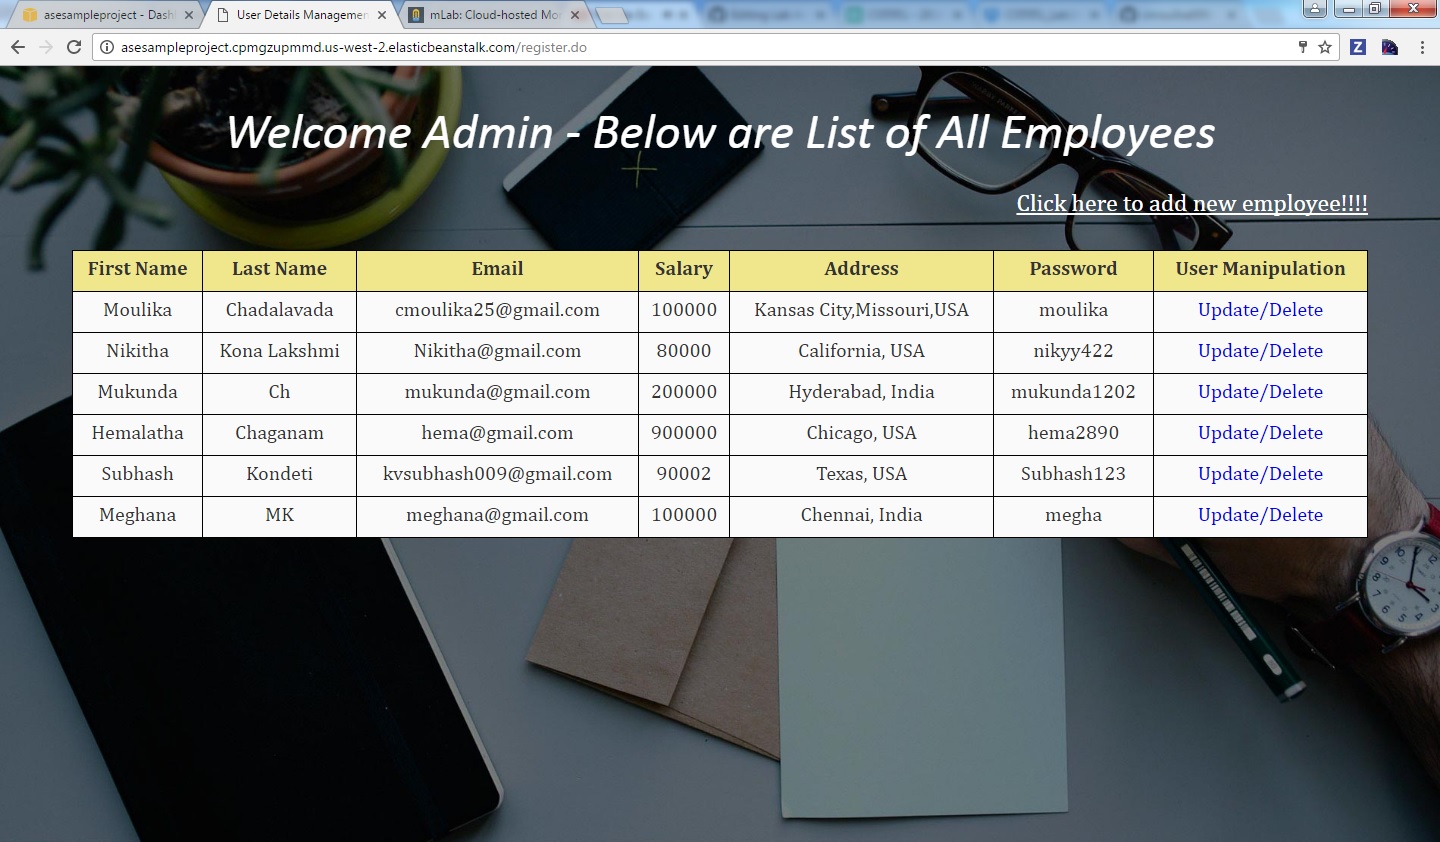 asesampleproject - Dash
User Details Managemen
mLab: Cloud-hosted Mo
asesampleproject.cpmgzupmmd.us-west-2.elasticbeanstalk.com/register.do
Welcome Admin - Below are List of All Employees
Click here to add new employee!!!!
First Name Last Name Email Salary Address Password User Manipulation
Moulika Chadalavada cmoulika25@gmail.com 100000 Kansas City,Missouri,USA moulika Update/Delete
Nikitha Kona Lakshmi Nikitha@gmail.com 80000 California, USA nikyy422 Update/Delete
Mukunda Ch mukunda@gmail.com 200000 Hyderabad, India mukunda1202 Update/Delete
Hemalatha Chaganam hema@gmail.com 900000 Chicago, USA hema2890 Update/Delete
Subhash Kondeti kvsubhash009@gmail.com 90002 Texas, USA Subhash123 Update/Delete
Meghana MK meghana@gmail.com 100000 Chennai, India megha Update/Delete